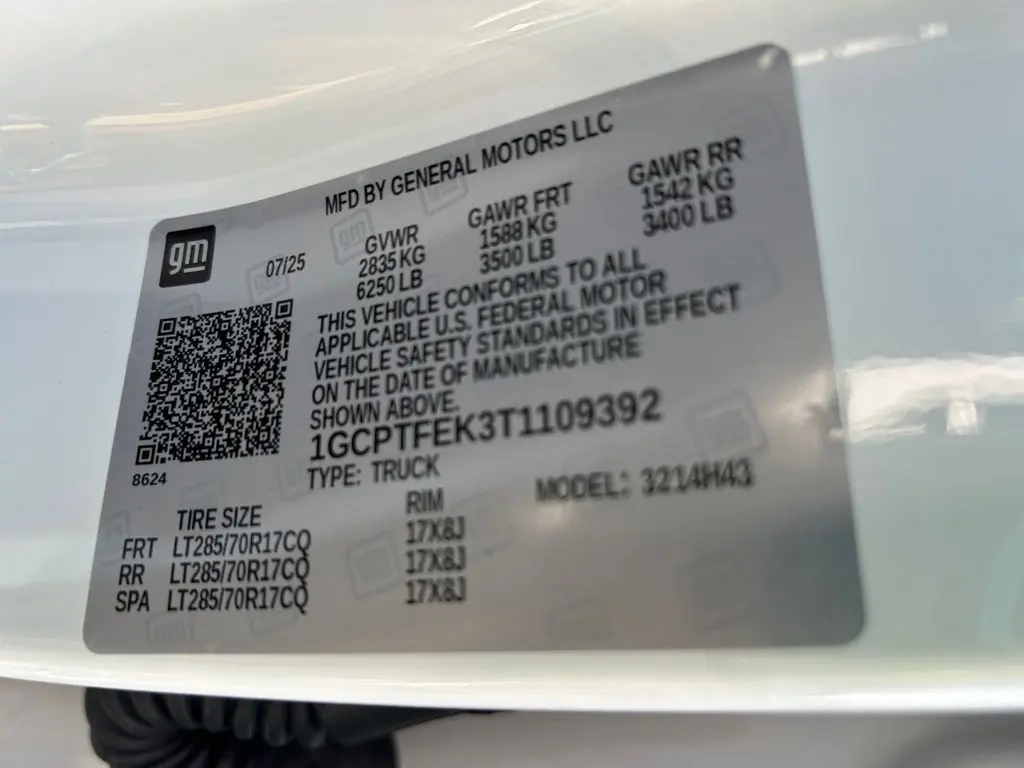 MFD BY GENERAL MOTORS LLC
gm
07/25
GVWR
2835 KG
6250 LB
GAWR FRT
1588 KG
3500 LB
GAWR RR
1542 KG
3400 LB
THIS VEHICLE CONFORMS TO ALL
APPLICABLE U.S. FEDERAL MOTOR
VEHICLE SAFETY STANDARDS IN EFFECT
ON THE DATE OF MANUFACTURE
SHOWN ABOVE.
1GCPTFEK3T1109392
8624
TYPE: TRUCK
MODEL: 3214H43
TIRE SIZE RIM
FRT LT285/70R17CQ 17X8J
RR LT285/70R17CQ 17X8J
SPA LT285/70R17CQ 17X8J